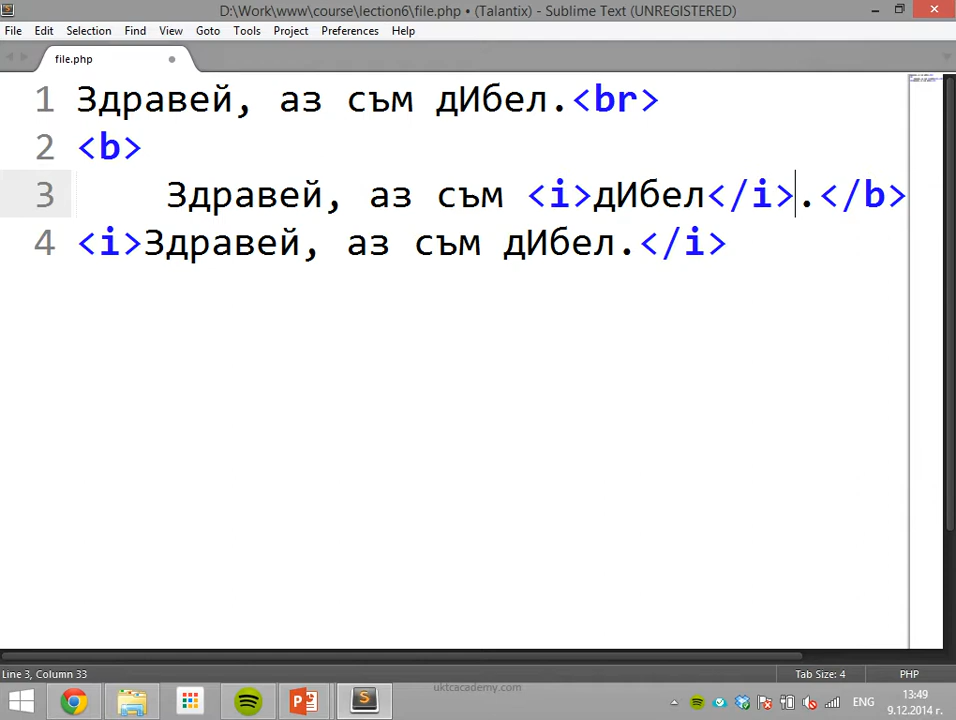 D:\Work\www\course\lection6\file.php • (Talantix) - Sublime Text (UNREGISTERED)
File Edit Selection Find View Goto Tools Project Preferences Help
file.php
1 Здравей, аз съм дИбел.<br>
2 <b>
3 Здравей, аз съм <i>дИбел</i>.</b>
4 <i>Здравей, аз съм дИбел.</i>
Line 3, Column 33 Tab Size: 4 PHP
uktcacademy.com
ENG 13:49
9.12.2014 г.